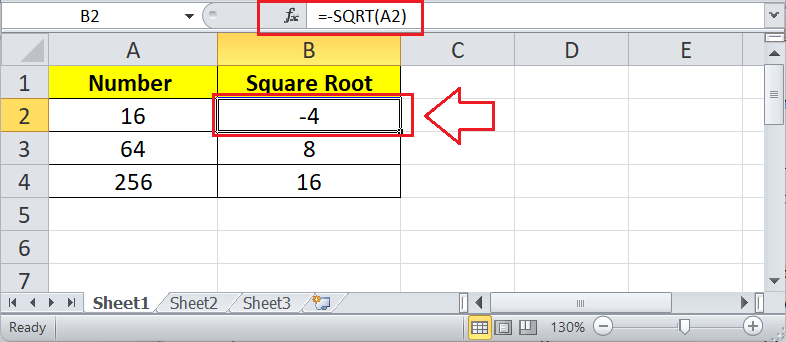 B2 fx =-SQRT(A2)
A B C D E
1 Number Square Root
2 16 -4
3 64 8
4 256 16
5
6
7
Sheet1 Sheet2 Sheet3
Ready 130%